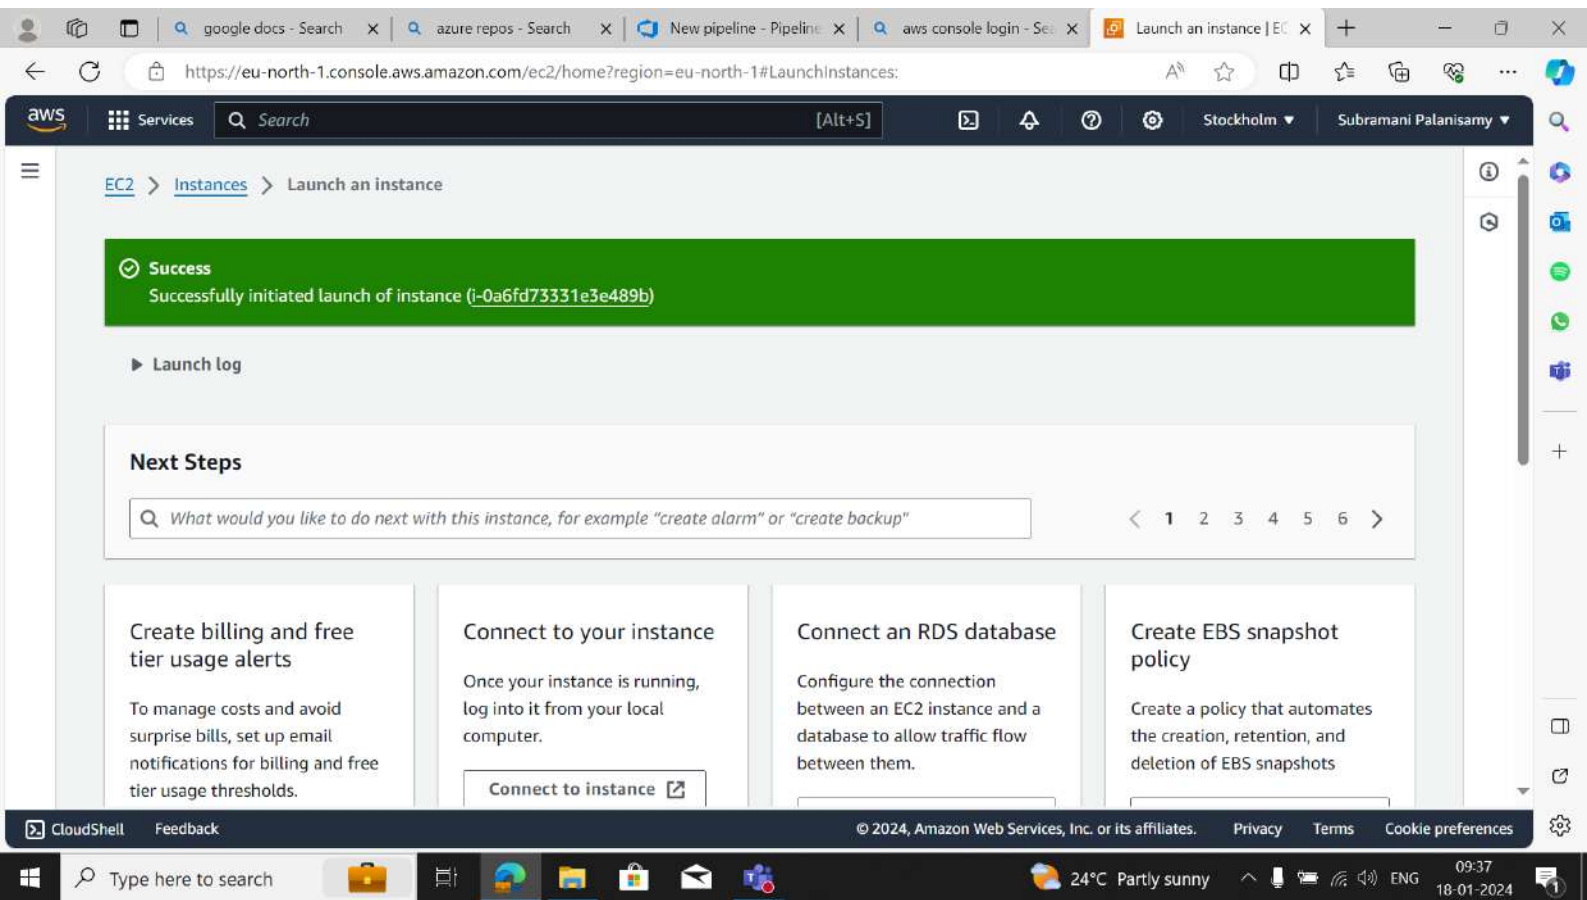 google docs - Search
azure repos - Search
New pipeline - Pipeline
aws console login - Sea
Launch an instance | EC
https://eu-north-1.console.aws.amazon.com/ec2/home?region=eu-north-1#LaunchInstances:
aws
Services
Search
[Alt+S]
Stockholm
Subramani Palanisamy
EC2
Instances
Launch an instance
Success
Successfully initiated launch of instance (i-0a6fd73331e3e489b)
Launch log
Next Steps
What would you like to do next with this instance, for example “create alarm” or “create backup”
1 2 3 4 5 6
Create billing and free
tier usage alerts
To manage costs and avoid
surprise bills, set up email
notifications for billing and free
tier usage thresholds.
Connect to your instance
Once your instance is running,
log into it from your local
computer.
Connect to instance
Connect an RDS database
Configure the connection
between an EC2 instance and a
database to allow traffic flow
between them.
Create EBS snapshot
policy
Create a policy that automates
the creation, retention, and
deletion of EBS snapshots
CloudShell
Feedback
© 2024, Amazon Web Services, Inc. or its affiliates.
Privacy
Terms
Cookie preferences
Type here to search
24°C Partly sunny
ENG
09:37
18-01-2024
1